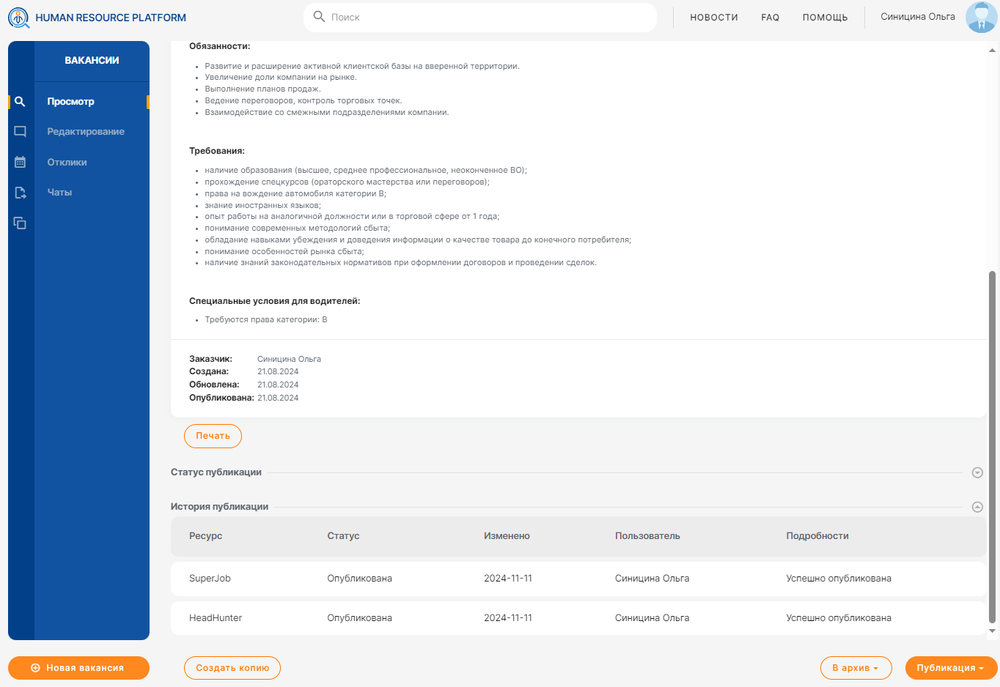 HUMAN RESOURCE PLATFORM
Поиск
НОВОСТИ
FAQ
ПОМОЩЬ
Синицина Ольга
ВАКАНСИИ
Просмотр
Редактирование
Отклики
Чаты
Обязанности:
Развитие и расширение активной клиентской базы на вверенной территории.
Увеличение доли компании на рынке.
Выполнение планов продаж.
Ведение переговоров, контроль торговых точек.
Взаимодействие со смежными подразделениями компании.
Требования:
наличие образования (высшее, среднее профессиональное, неоконченное ВО);
прохождение спецкурсов (ораторского мастерства или переговоров);
права на вождение автомобиля категории В;
знание иностранных языков;
опыт работы на аналогичной должности или в торговой сфере от 1 года;
понимание современных методологий сбыта;
обладание навыками убеждения и доведения информации о качестве товара до конечного потребителя;
понимание особенностей рынка сбыта;
наличие знаний законодательных нормативов при оформлении договоров и проведении сделок.
Специальные условия для водителей:
Требуются права категории: B
Заказчик: Синицина Ольга
Создана: 21.08.2024
Обновлена: 21.08.2024
Опубликована: 21.08.2024
Печать
Статус публикации
История публикации
Ресурс Статус Изменено Пользователь Подробности
SuperJob Опубликована 2024-11-11 Синицина Ольга Успешно опубликована
HeadHunter Опубликована 2024-11-11 Синицина Ольга Успешно опубликована
Новая вакансия
Создать копию
В архив
Публикация